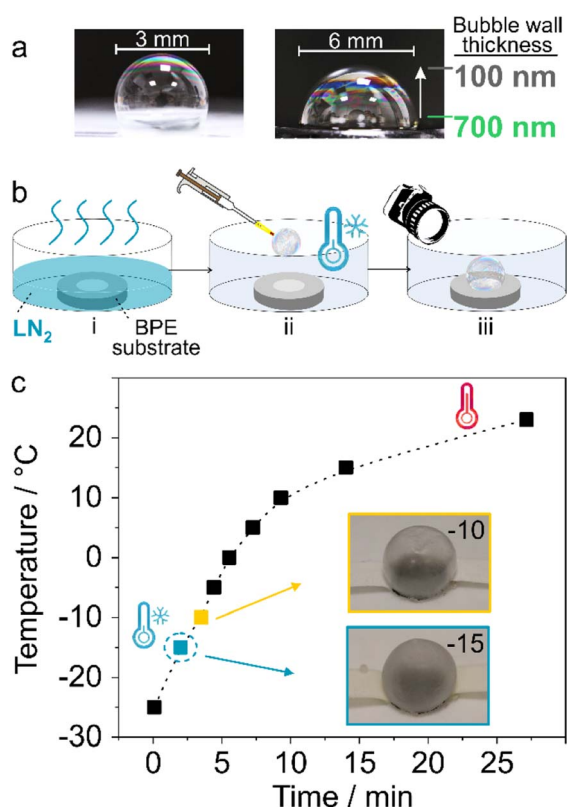 a
3 mm
6 mm
Bubble wall
thickness
100 nm
700 nm
b
LN2
i
BPE
substrate
ii
iii
c
Temperature / °C
20
10
0
-10
-20
-30
-10
-15
0
5
10
15
20
25
Time / min